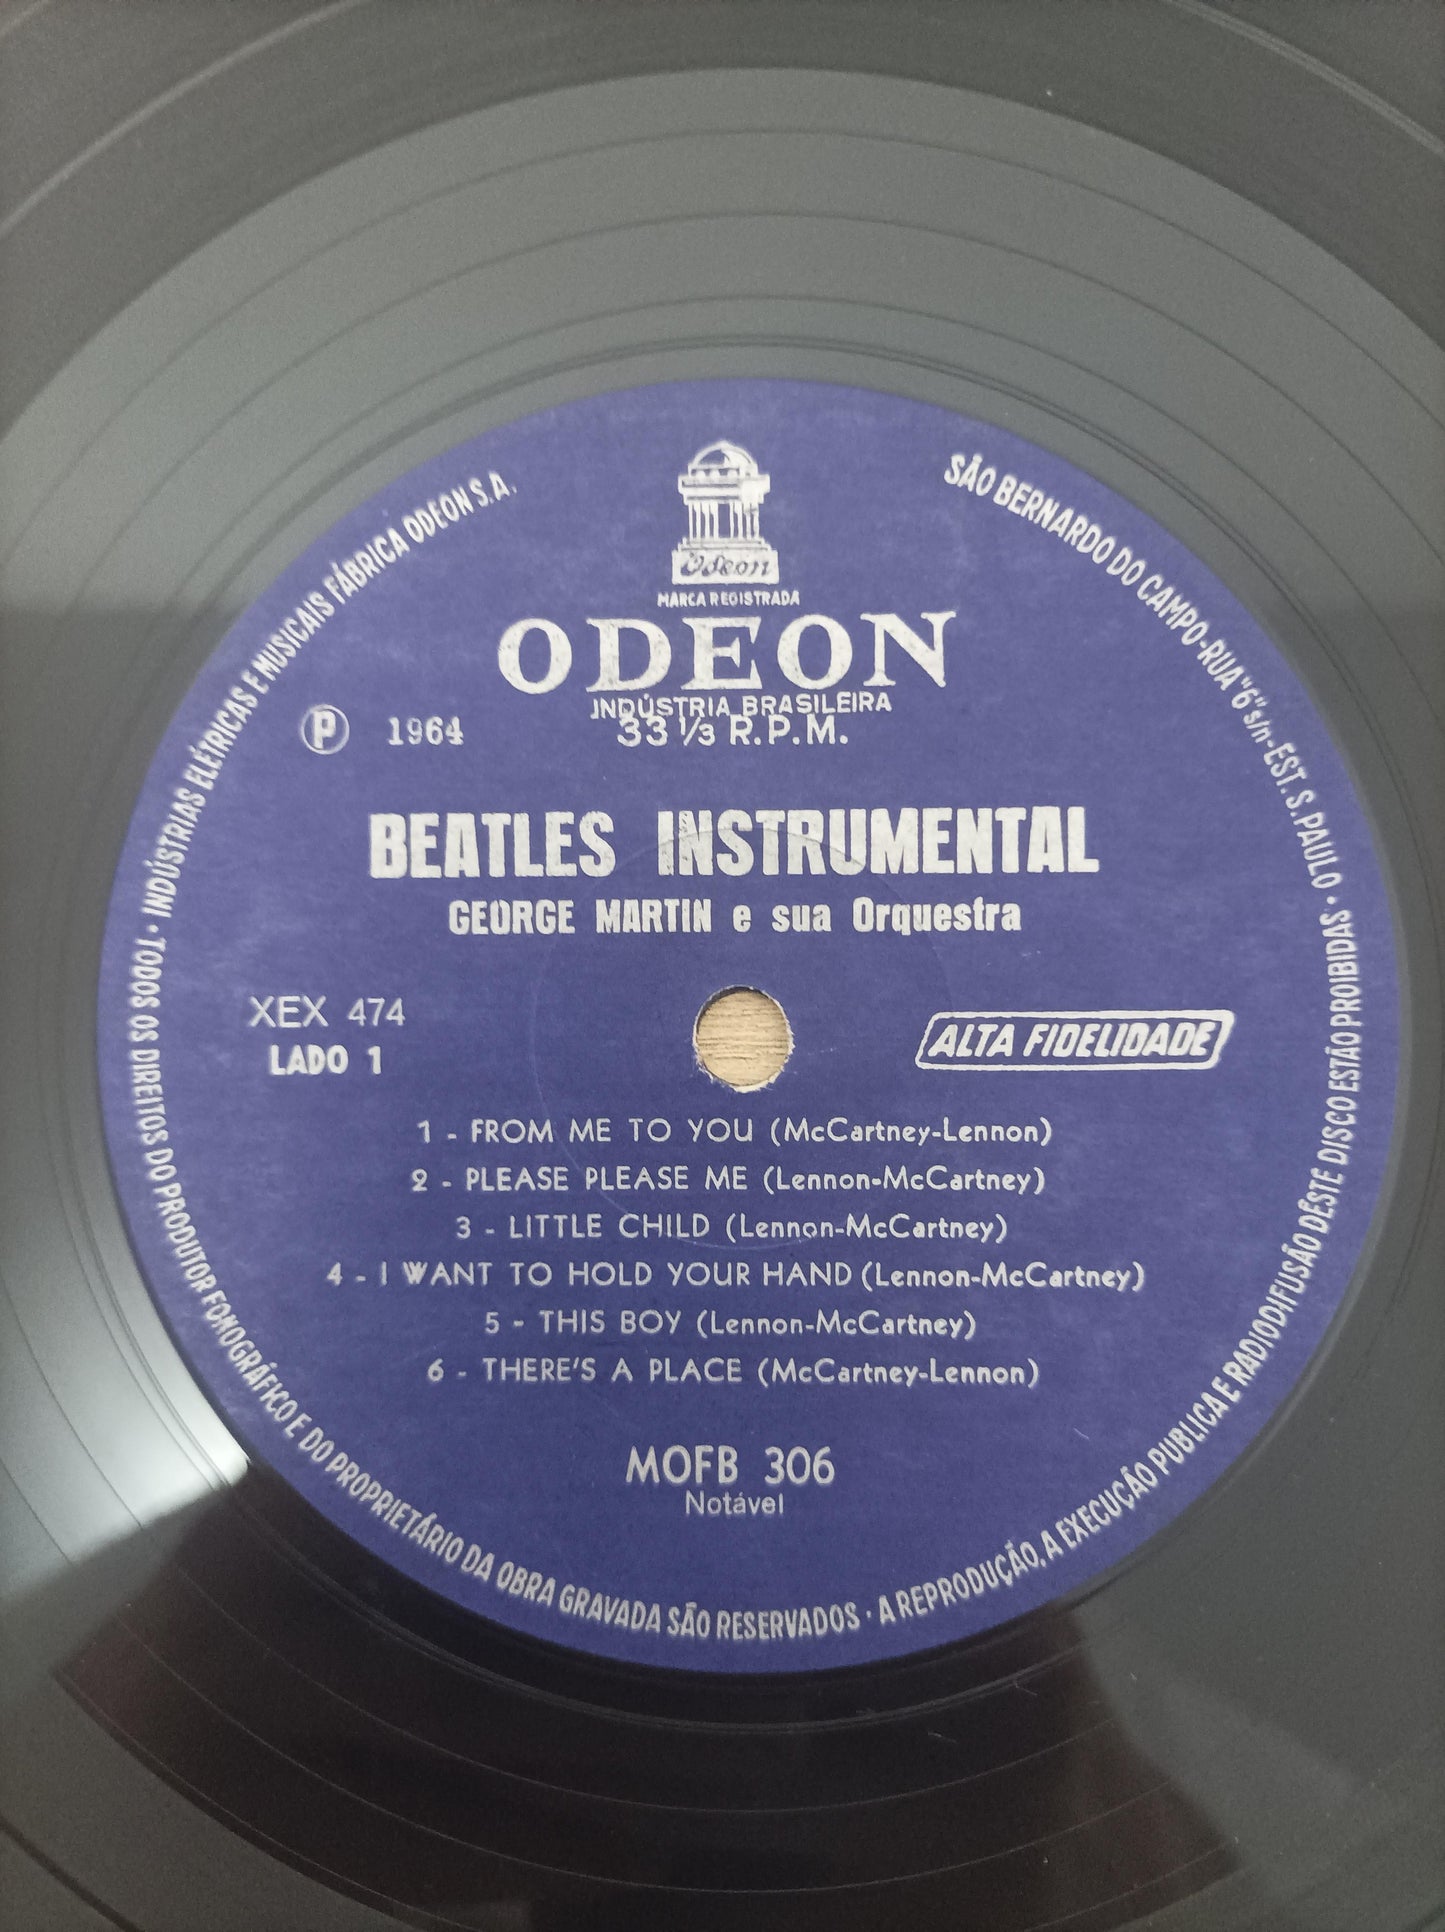 Odeon
MARCA REGISTRADA
ODEON
INDÚSTRIA BRASILEIRA
33 1/3 R.P.M.
P 1964
BEATLES INSTRUMENTAL
GEORGE MARTIN e sua Orquestra
XEX 474
LADO 1
ALTA FIDELIDADE
1 - FROM ME TO YOU (McCartney-Lennon)
2 - PLEASE PLEASE ME (Lennon-McCartney)
3 - LITTLE CHILD (Lennon-McCartney)
4 - I WANT TO HOLD YOUR HAND (Lennon-McCartney)
5 - THIS BOY (Lennon-McCartney)
6 - THERE'S A PLACE (McCartney-Lennon)
MOFB 306
Notável
INDÚSTRIAS ELÉTRICAS E MUSICAIS FÁBRICA ODEON S.A.
SÃO BERNARDO DO CAMPO-RUA "6" s/n-EST. S. PAULO
• TODOS OS DIREITOS DO PRODUTOR FONOGRÁFICO E DO PROPRIETÁRIO DA OBRA GRAVADA SÃO RESERVADOS • A REPRODUÇÃO, A EXECUÇÃO PUBLICA E RADIODIFUSÃO DÊSTE DISCO ESTÃO PROIBIDAS •